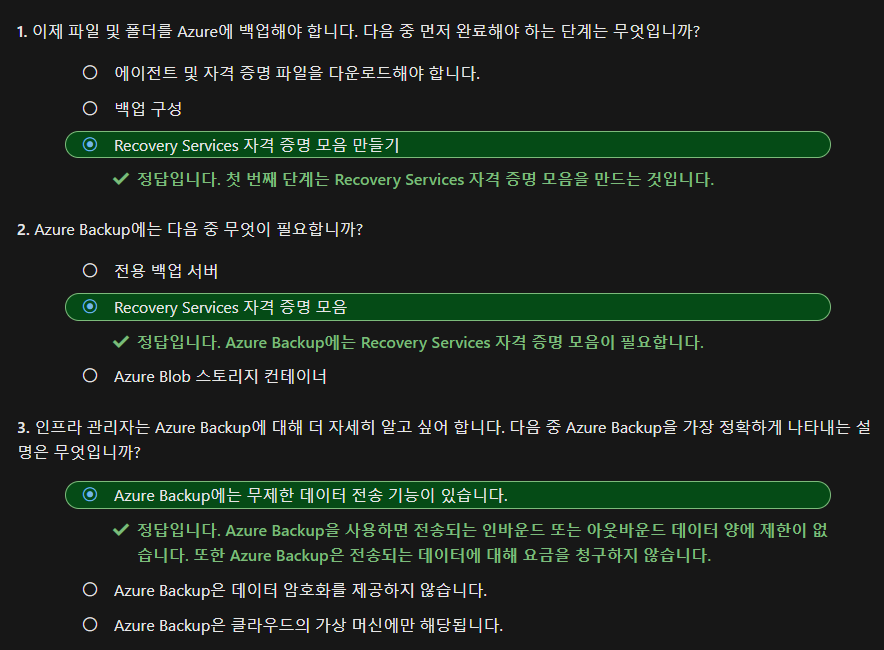 1. 이제 파일 및 폴더를 Azure에 백업해야 합니다. 다음 중 먼저 완료해야 하는 단계는 무엇입니까?
에이전트 및 자격 증명 파일을 다운로드해야 합니다.
백업 구성
Recovery Services 자격 증명 모음 만들기
정답입니다. 첫 번째 단계는 Recovery Services 자격 증명 모음을 만드는 것입니다.
2. Azure Backup에는 다음 중 무엇이 필요합니까?
전용 백업 서버
Recovery Services 자격 증명 모음
정답입니다. Azure Backup에는 Recovery Services 자격 증명 모음이 필요합니다.
Azure Blob 스토리지 컨테이너
3. 인프라 관리자는 Azure Backup에 대해 더 자세히 알고 싶어 합니다. 다음 중 Azure Backup을 가장 정확하게 나타내는 설
명은 무엇입니까?
Azure Backup에는 무제한 데이터 전송 기능이 있습니다.
정답입니다. Azure Backup을 사용하면 전송되는 인바운드 또는 아웃바운드 데이터 양에 제한이 없
습니다. 또한 Azure Backup은 전송되는 데이터에 대해 요금을 청구하지 않습니다.
Azure Backup은 데이터 암호화를 제공하지 않습니다.
Azure Backup은 클라우드의 가상 머신에만 해당됩니다.